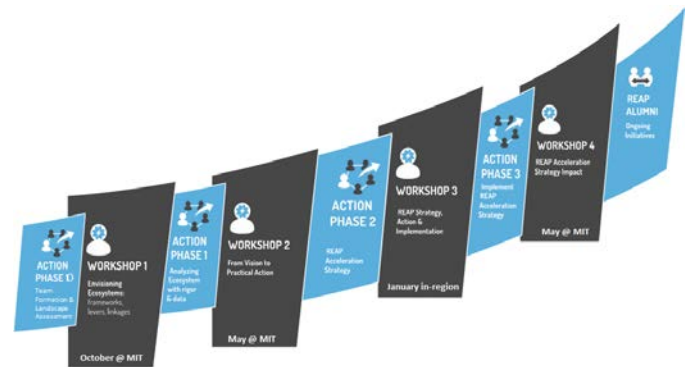 ACTION
PHASE 0
Team
Formation &
Landscape
Assessment
WORKSHOP 1
Envisioning
Ecosystems:
frameworks,
levers, linkages
October @ MIT
ACTION
PHASE 1
Analyzing
Ecosystem
with rigor
& data
WORKSHOP 2
From Vision to
Practical Action
May @ MIT
ACTION
PHASE 2
REAP
Acceleration
Strategy
WORKSHOP 3
REAP Strategy,
Action &
Implementation
January in-region
ACTION
PHASE 3
Implement
REAP
Acceleration
Strategy
WORKSHOP 4
REAP Acceleration
Strategy Impact
May @ MIT
REAP
ALUMNI
Ongoing
Initiatives